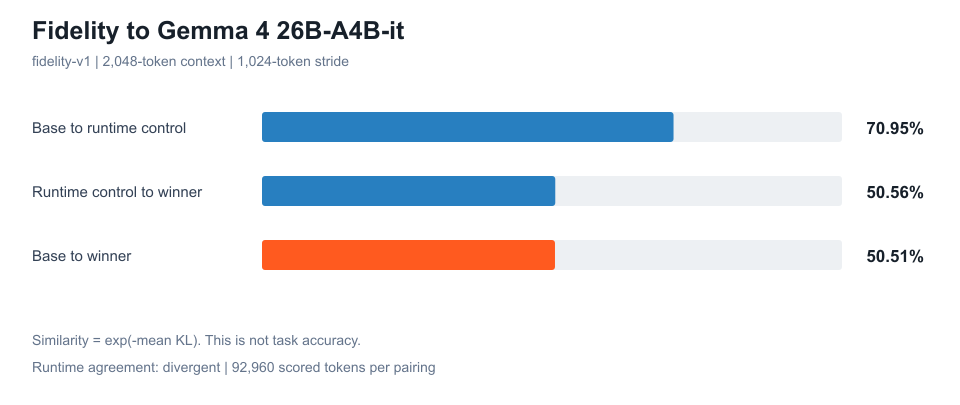 Fidelity to Gemma 4 26B-A4B-it
fidelity-v1 | 2,048-token context | 1,024-token stride
Base to runtime control 70.95%
Runtime control to winner 50.56%
Base to winner 50.51%
Similarity = exp(-mean KL). This is not task accuracy.
Runtime agreement: divergent | 92,960 scored tokens per pairing